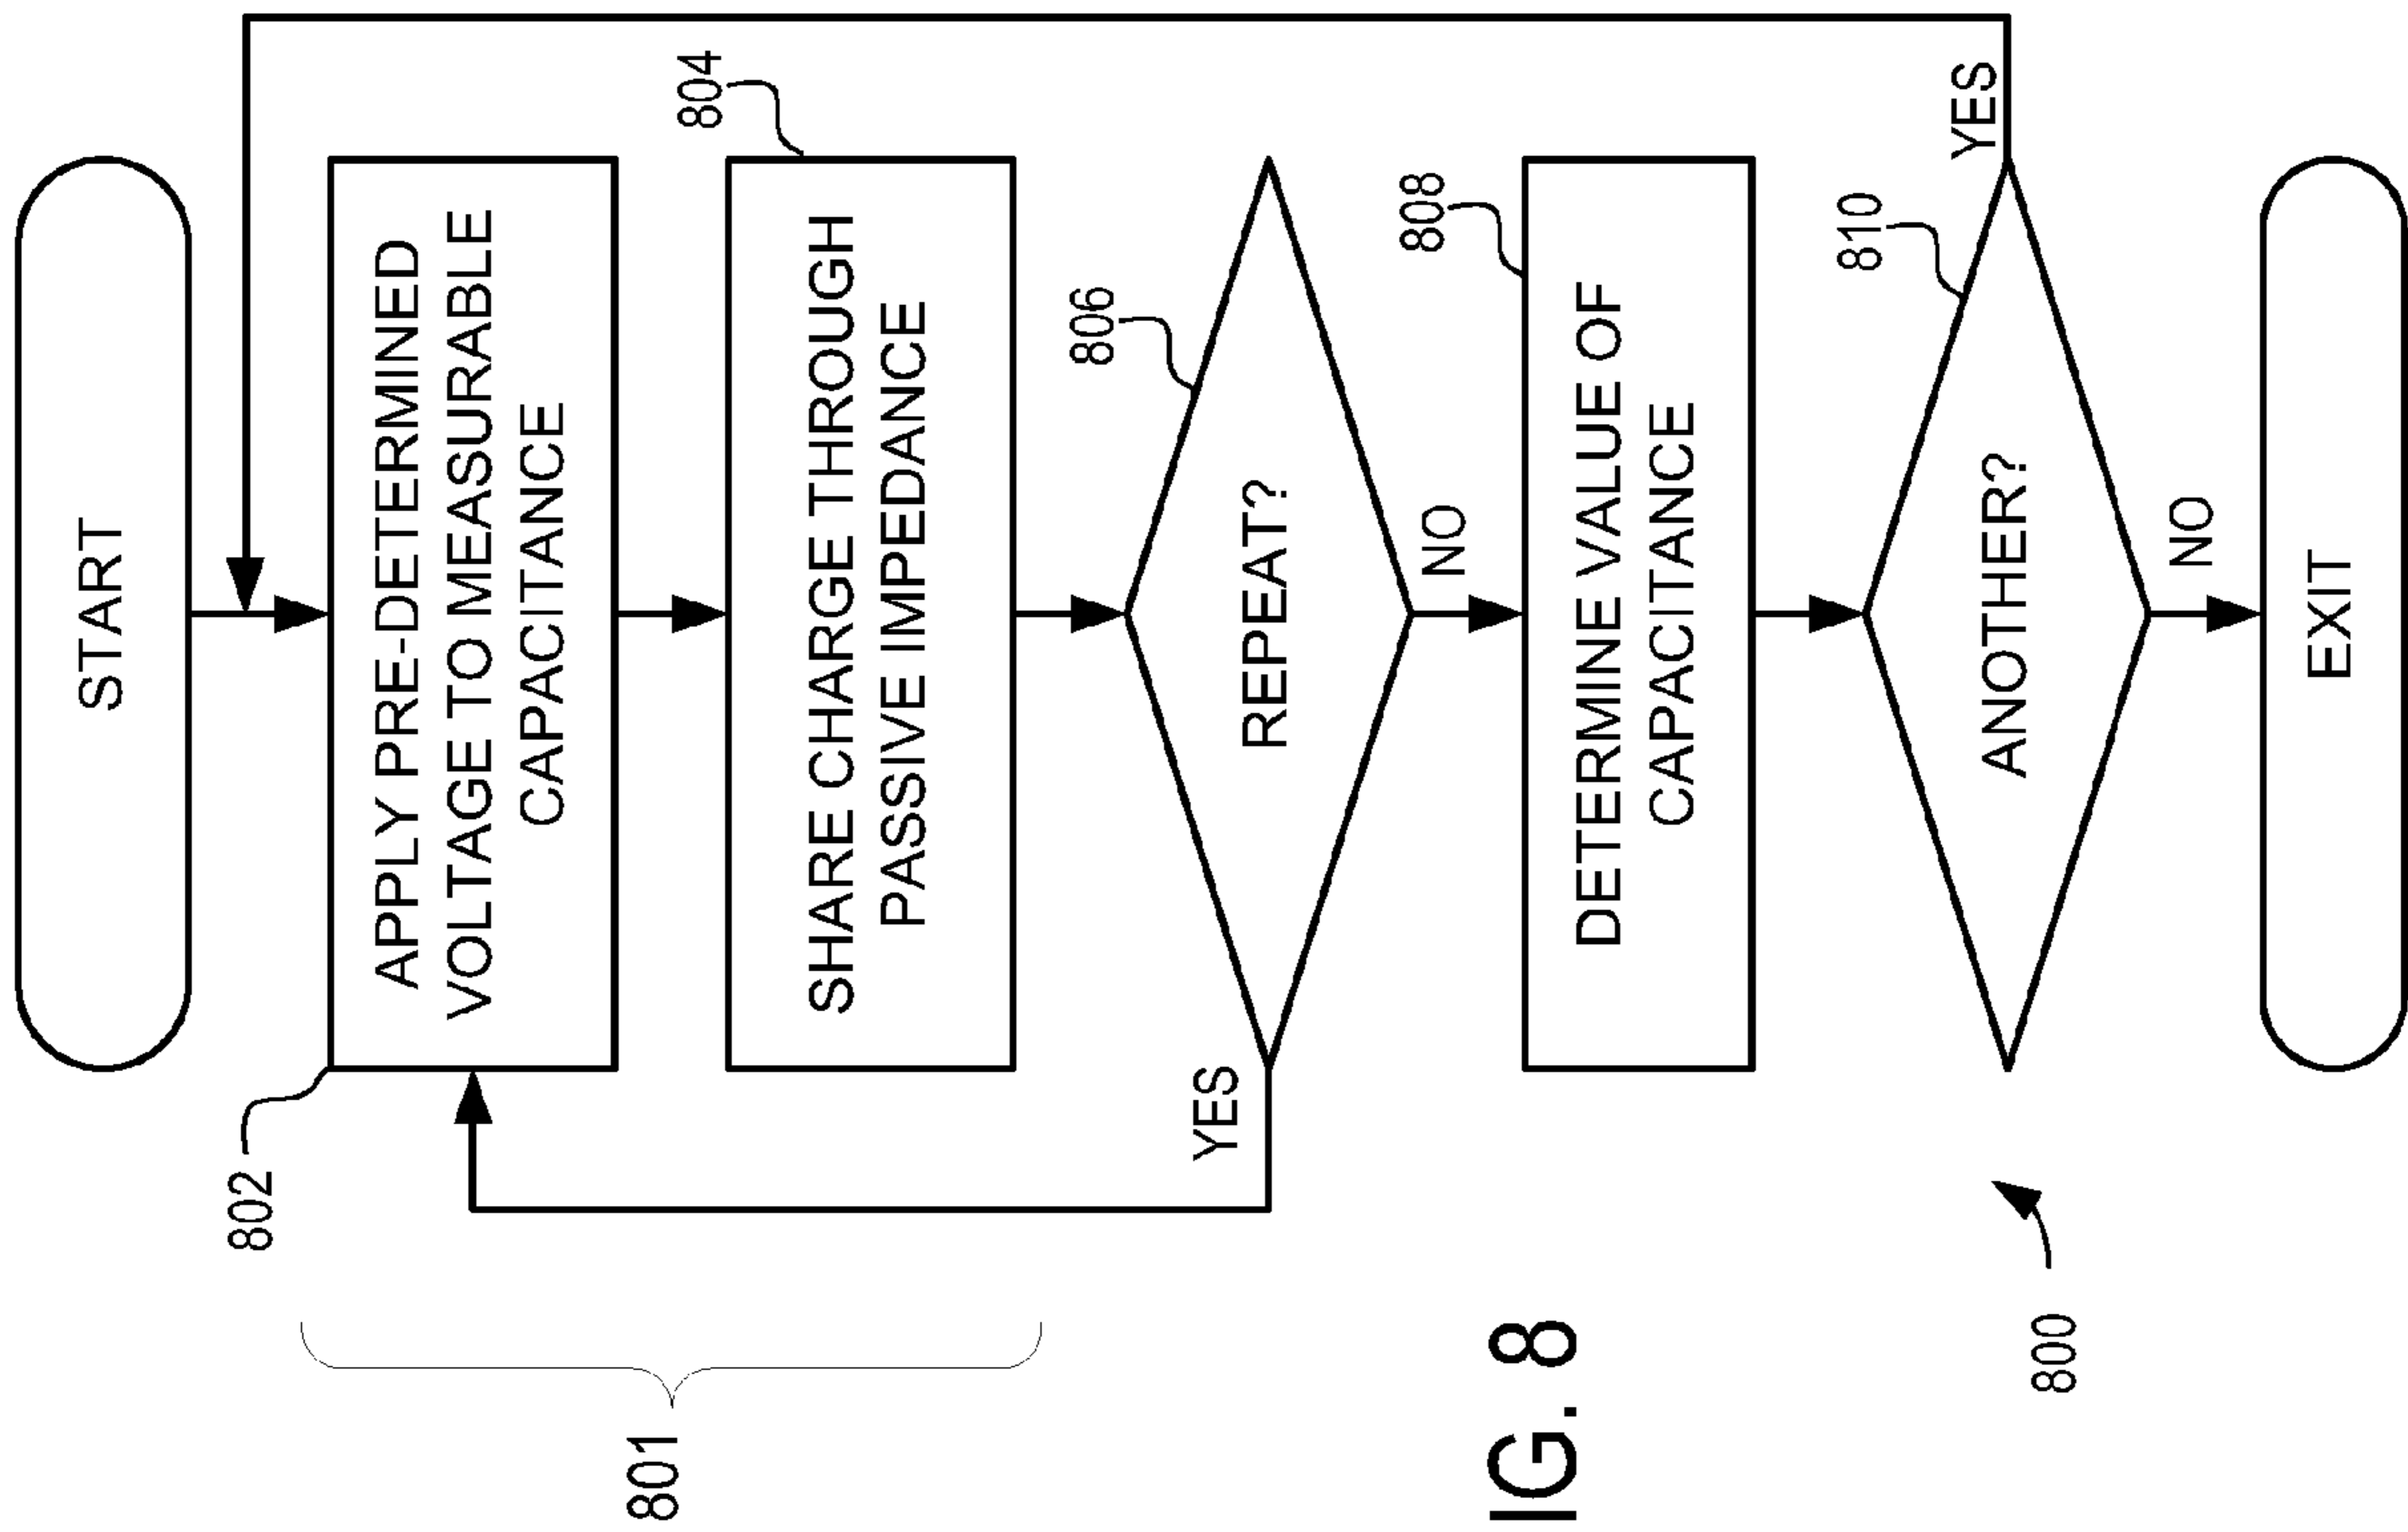 START
802
APPLY PRE-DETERMINED
VOLTAGE TO MEASURABLE
CAPACITANCE
804
SHARE CHARGE THROUGH
PASSIVE IMPEDANCE
801
806
REPEAT?
YES
NO
808
DETERMINE VALUE OF
CAPACITANCE
810
ANOTHER?
YES
NO
EXIT
800
IG. 8